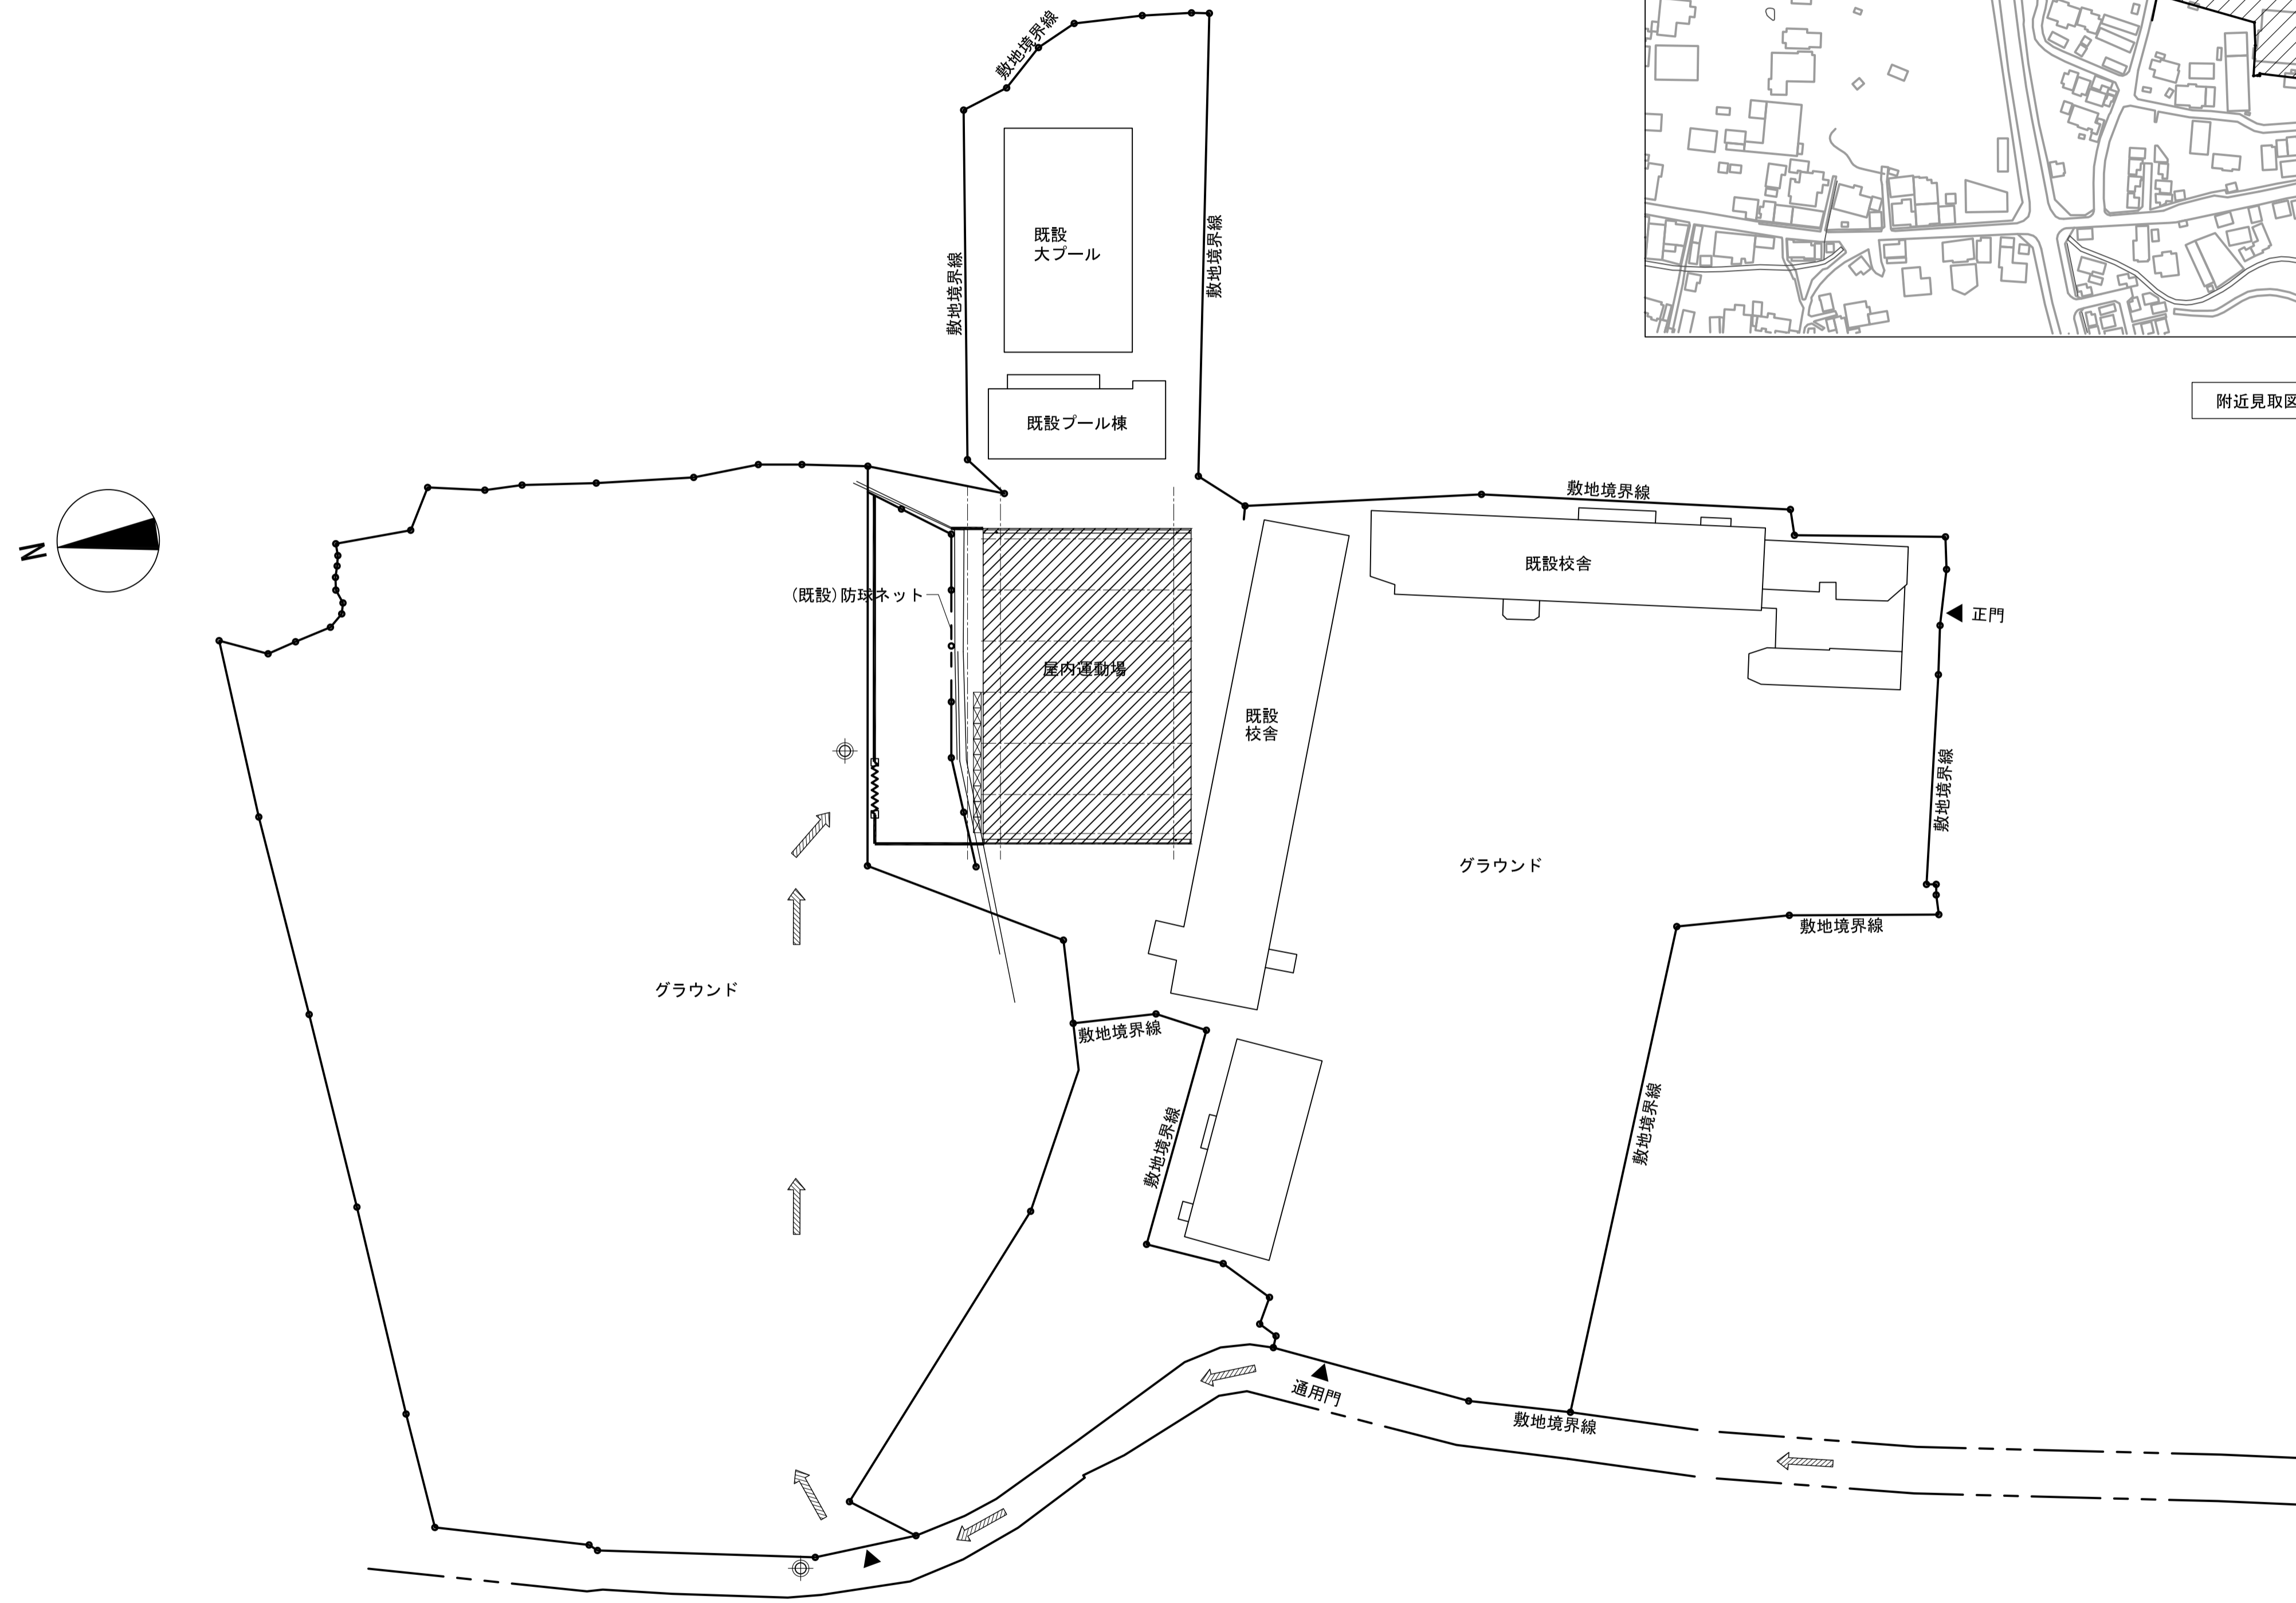 敷地境界線
既設
大プール
敷地境界線
敷地境界線
既設プール棟
附近見取図
N
敷地境界線
既設校舎
(既設)防球ネット
正門
屋内運動場
既設
校舎
敷地境界線
グラウンド
敷地境界線
グラウンド
敷地境界線
敷地境界線
敷地境界線
通用門
敷地境界線